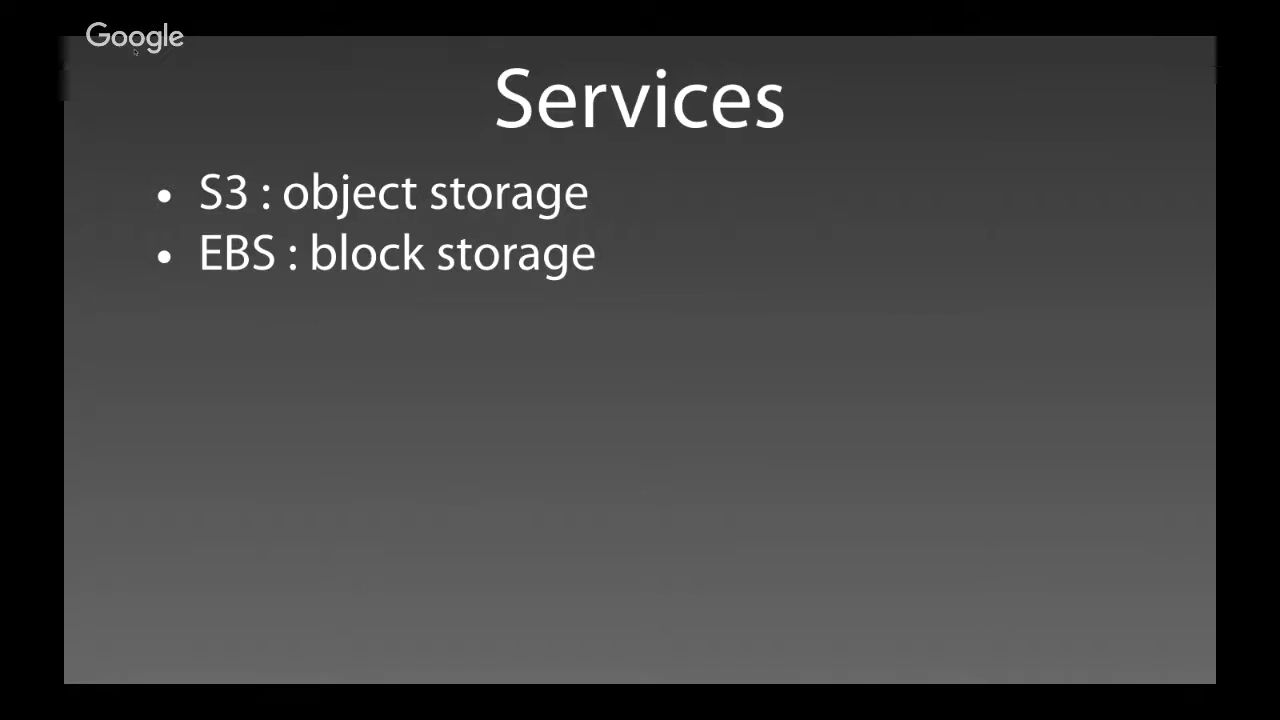 Google
Services
• S3 : object storage
• EBS : block storage